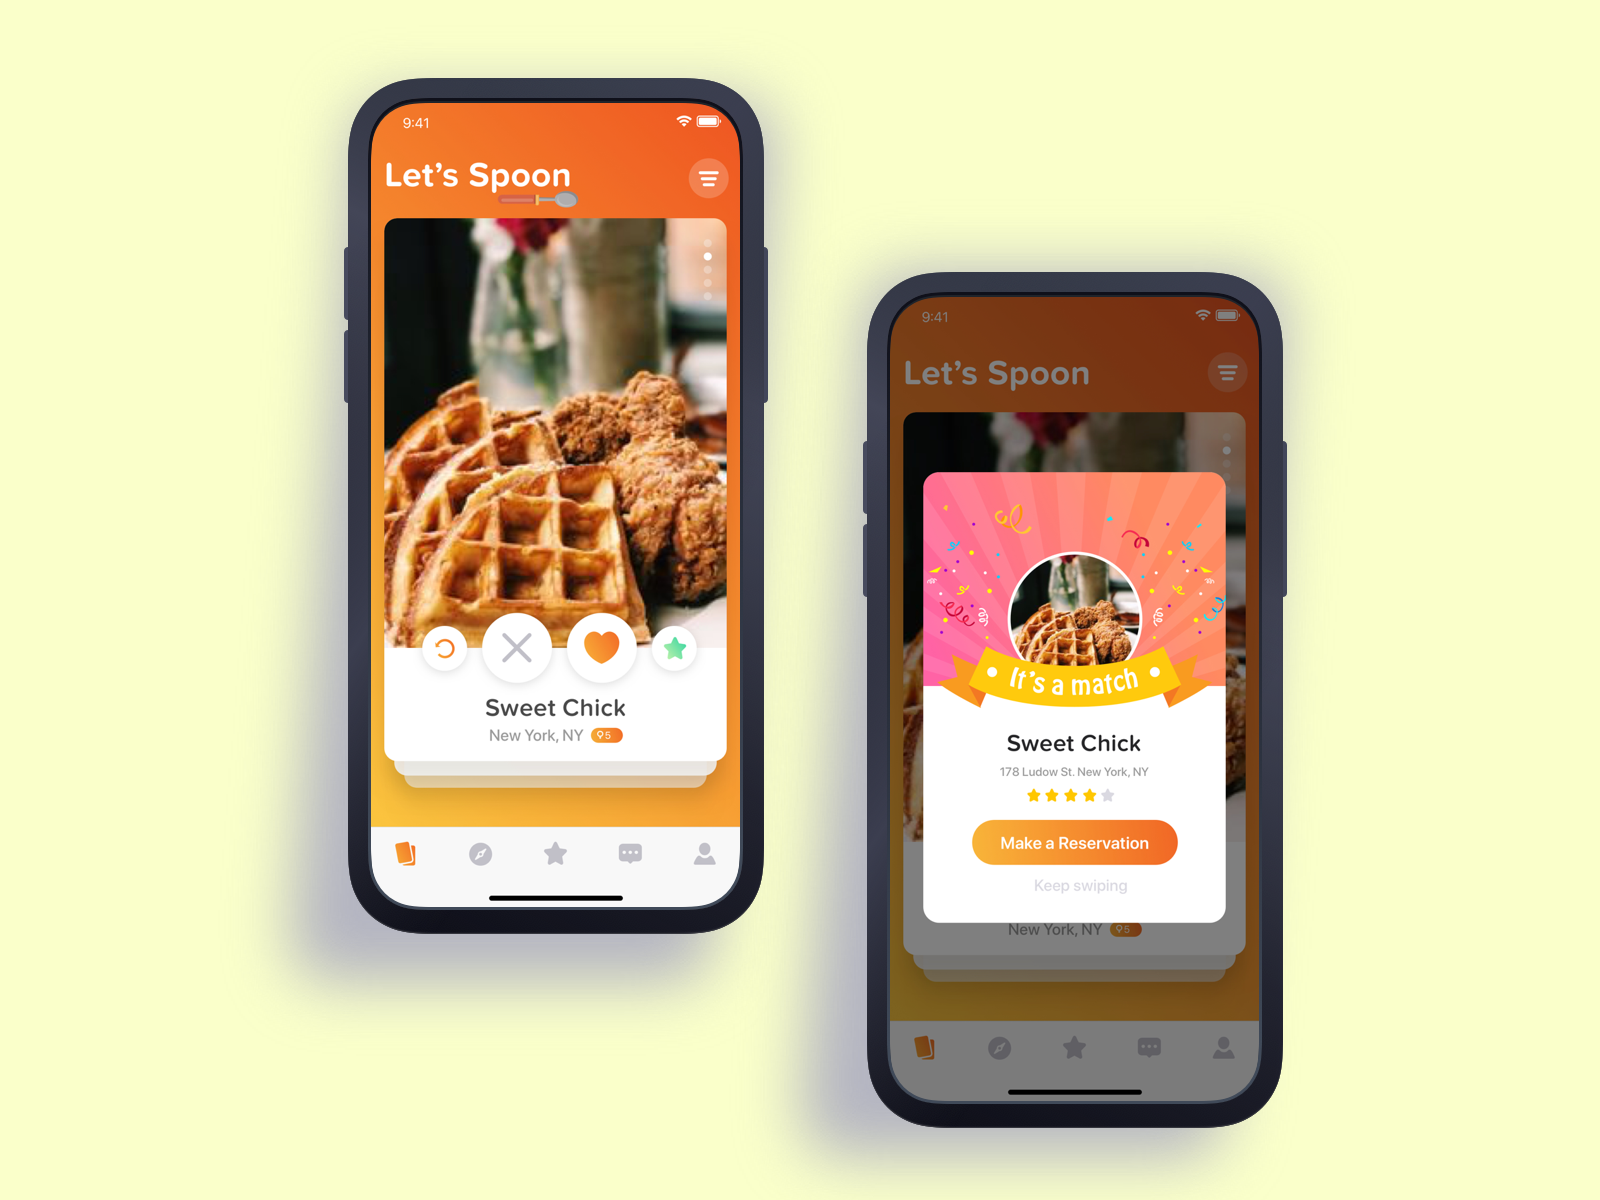 9:41
Let's Spoon
Sweet Chick
New York, NY 5
9:41
Let's Spoon
It's a match
Sweet Chick
178 Ludow St. New York, NY
Make a Reservation
Keep swiping
New York, NY 5